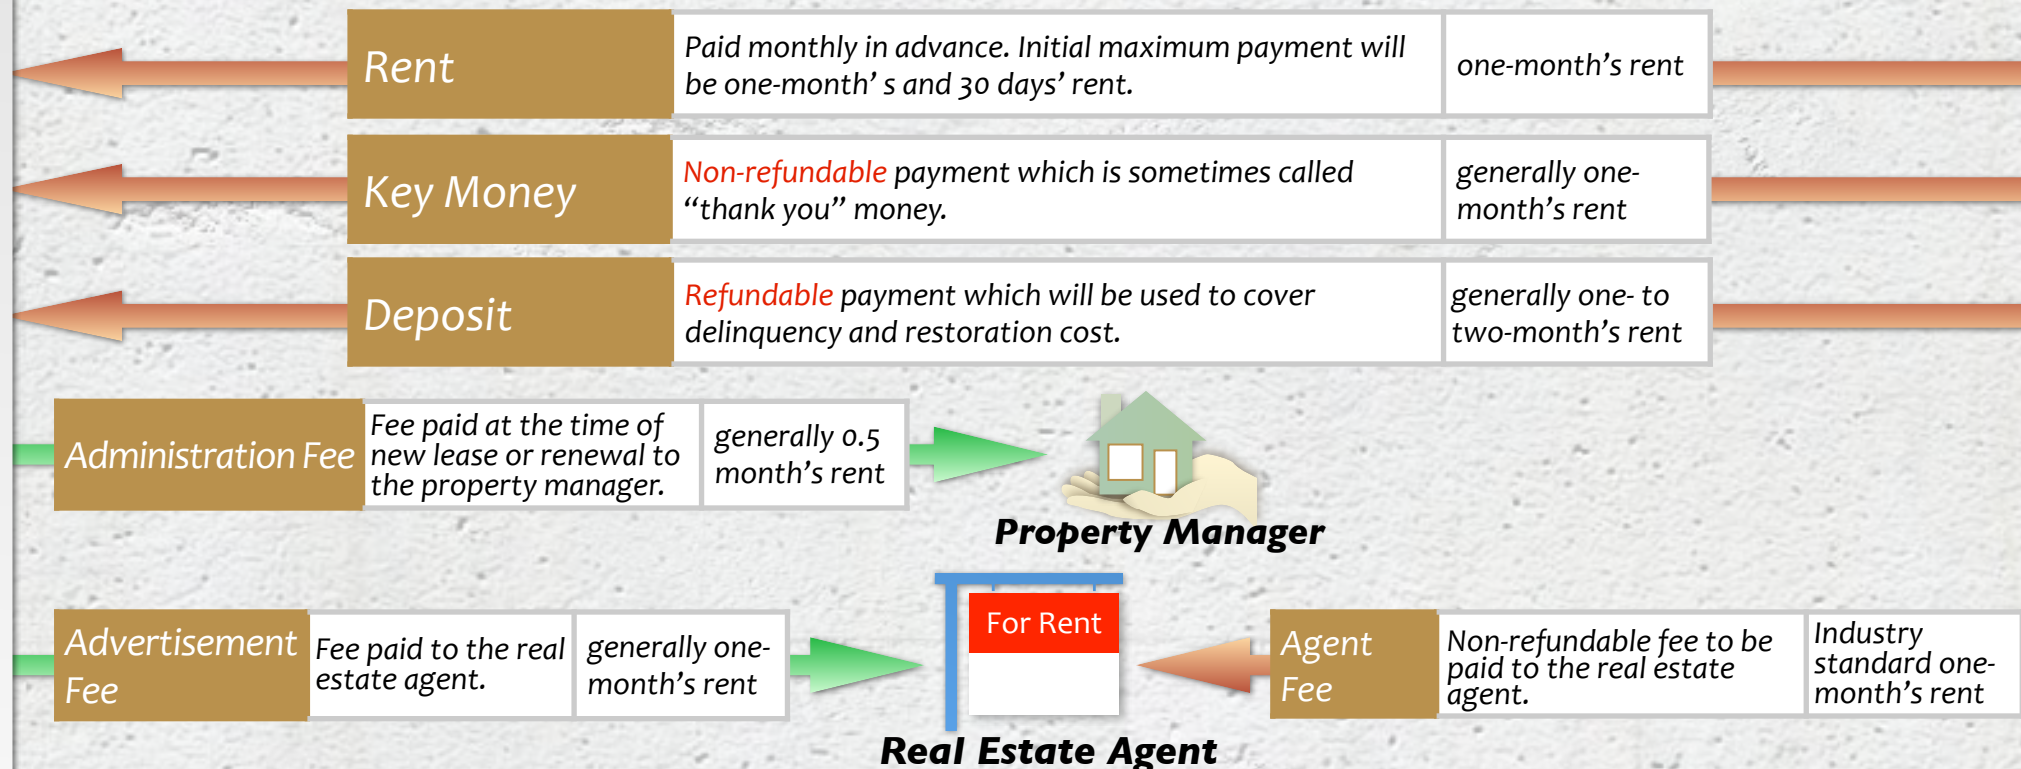 Rent
Paid monthly in advance. Initial maximum payment will
be one-month' s and 30 days' rent.
one-month's rent
Key Money
Non-refundable payment which is sometimes called
“thank you” money.
generally one-
month's rent
Deposit
Refundable payment which will be used to cover
delinquency and restoration cost.
generally one- to
two-month's rent
Administration Fee
Fee paid at the time of
new lease or renewal to
the property manager.
generally 0.5
month's rent
Property Manager
Advertisement
Fee
Fee paid to the real
estate agent.
generally one-
month's rent
For Rent
Real Estate Agent
Agent
Fee
Non-refundable fee to be
paid to the real estate
agent.
Industry
standard one-
month's rent